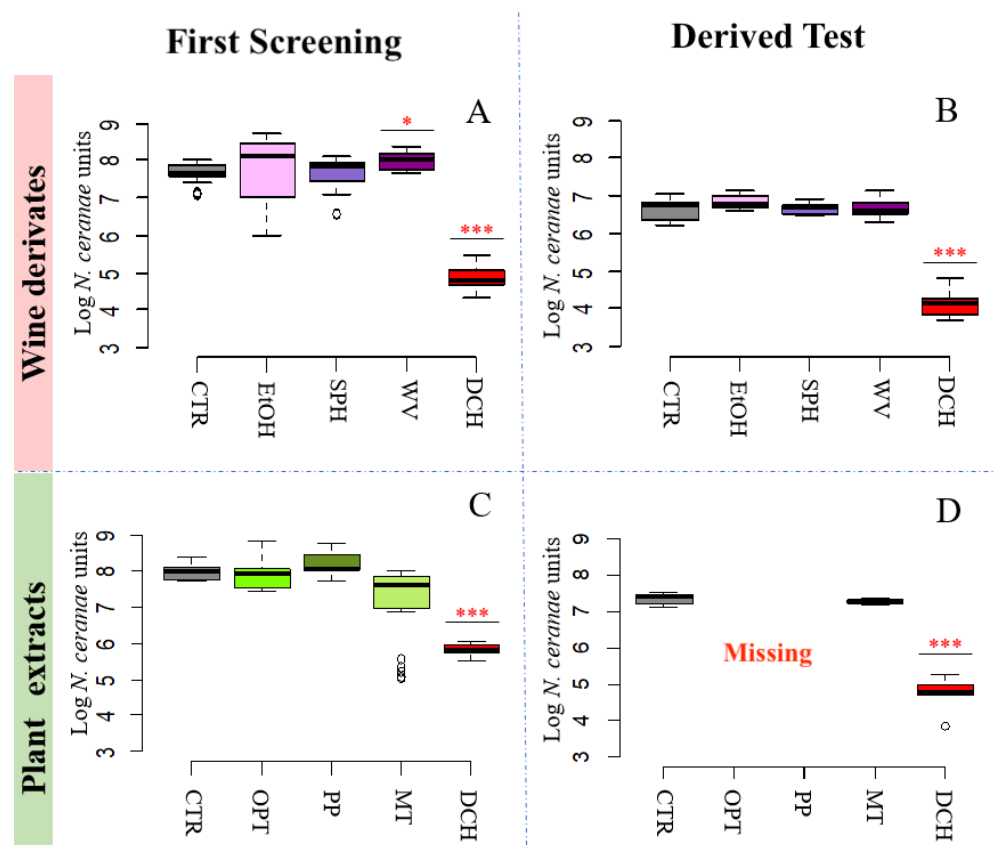 First Screening
Derived Test
Wine derivates
A
Log N. ceranae units
9
8
7
6
5
4
3
*
***
CTR
EtOH
SPH
WV
DCH
B
Log N. ceranae units
9
8
7
6
5
4
3
***
CTR
EtOH
SPH
WV
DCH
Plant extracts
C
Log N. ceranae units
9
8
7
6
5
4
3
***
CTR
OPT
PP
MT
DCH
D
Log N. ceranae units
9
8
7
6
5
4
3
Missing
***
CTR
OPT
PP
MT
DCH